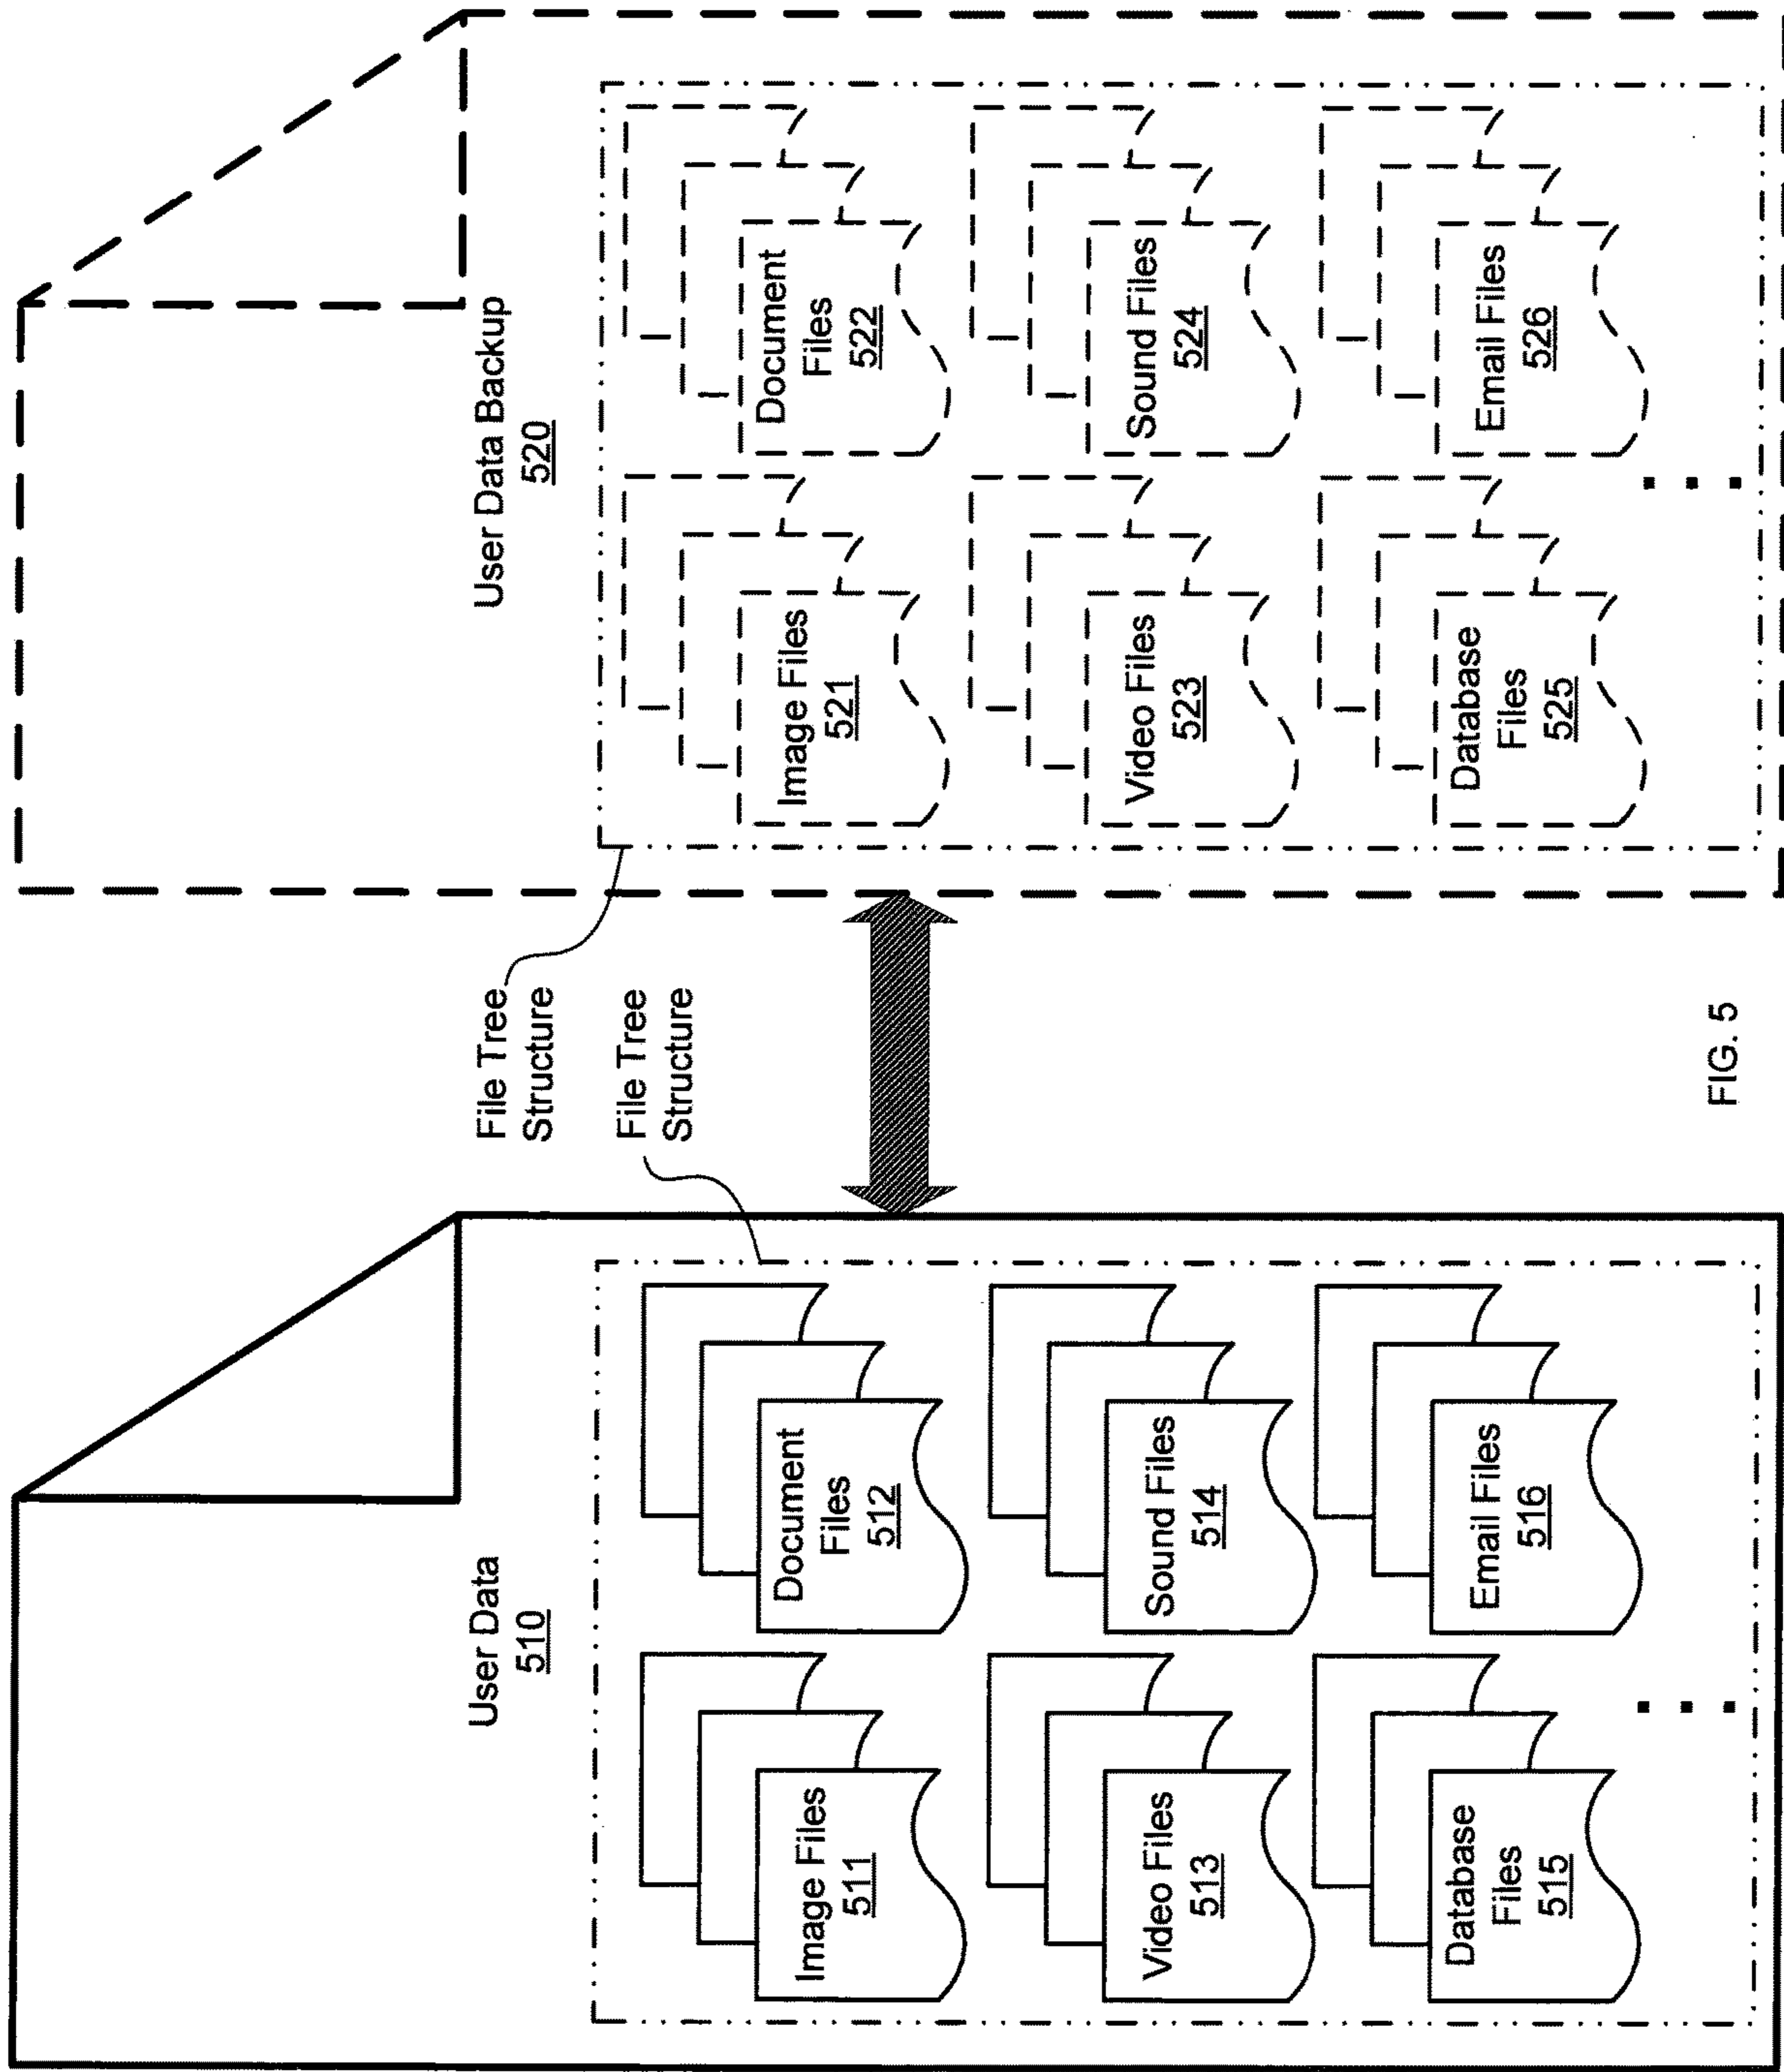 User Data
510
Image Files
511
Document
Files
512
Video Files
513
Sound Files
514
Database
Files
515
Email Files
516
. . .
File Tree
Structure
File Tree
Structure
User Data Backup
520
Image Files
521
Document
Files
522
Video Files
523
Sound Files
524
Database
Files
525
Email Files
526
. . .
FIG. 5